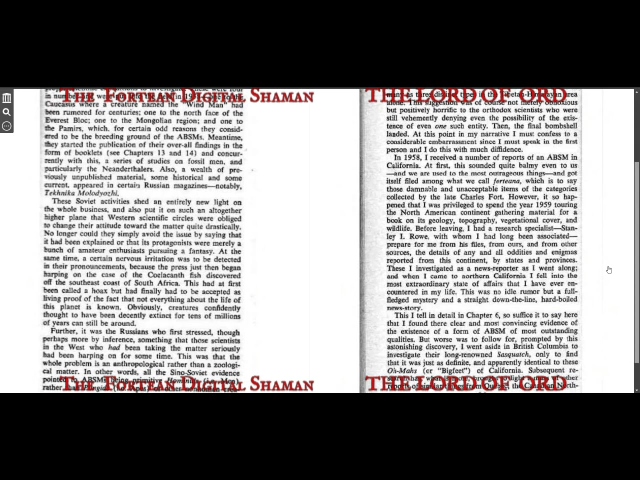 THE FORTEAN DIGITAL SHAMAN
in number
Caucasus where a creature named the "Wind Man" had
been rumored for centuries; one to the north face of the
Everest Bloc; one to the Mongolian region; and one to
the Pamirs, which, for certain odd reasons they consid-
ered to be the breeding ground of the ABSMs. Meantime,
they started the publication of their over-all findings in the
form of booklets (see Chapters 13 and 14) and concur-
rently with this, a series of studies on fossil men, and
particularly the Neanderthalers. Also, a wealth of pre-
viously unpublished material, some historical and some
current, appeared in certain Russian magazines—notably,
Tekhnika Molodyozhi.
These Soviet activities shed an entirely new light on
the whole business, and also put it on such an altogether
higher plane that Western scientific circles were obliged
to change their attitude toward the matter quite drastically.
No longer could they simply avoid the issue by saying that
it had been explained or that its protagonists were merely a
bunch of amateur enthusiasts pursuing a fantasy. At the
same time, a certain nervous irritation was to be detected
in their pronouncements, because the press just then began
harping on the case of the Coelacanth fish discovered
off the southeast coast of South Africa. This had at first
been called a hoax but had finally had to be accepted as
living proof of the fact that not everything about the life of
this planet is known. Obviously, creatures confidently
thought to have been decently extinct for tens of millions
of years can still be around.
Further, it was the Russians who first stressed, though
perhaps more by inference, something that those scientists
in the West who had been taking the matter seriously
had been harping on for some time. This was that the
whole problem is an anthropological rather than a zoologi-
cal matter. In other words, all the Sino-Soviet evidence
THE FORTEAN DIGITAL SHAMAN
THE LORD OF ORD
alone. This suggestion was of course not merely obnoxious
but positively horrific to the orthodox scientists who were
still vehemently denying even the possibility of the exist-
ence of even one such entity. Then, the final bombshell
landed. At this point in my narrative I must confess to a
considerable embarrassment since I must speak in the first
person and I do this with much diffidence.
In 1958, I received a number of reports of an ABSM in
California. At first, this sounded quite balmy even to us
—and we are used to the most outrageous things—and got
itself filed among what we call forteana, which is to say
those damnable and unacceptable items of the categories
collected by the late Charles Fort. However, it so hap-
pened that I was privileged to spend the year 1959 touring
the North American continent gathering material for a
book on its geology, topography, vegetational cover, and
wildlife. Before leaving, I had a research specialist—Stan-
ley I. Rowe, with whom I had long been associated—
prepare for me from his files, from ours, and from other
sources, the details of any and all oddities and enigmas
reported from this continent, by states and provinces.
These I investigated as a news-reporter as I went along;
and when I came to northern California I fell into the
most extraordinary state of affairs that I have ever en-
countered in my life. This was no idle rumor but a full-
fledged mystery and a straight down-the-line, hard-boiled
news-story.
This I tell in detail in Chapter 6, so suffice it to say here
that I found there clear and most convincing evidence of
the existence of a form of ABSM of most outstanding
qualities. But worse was to follow for, prompted by this
astonishing discovery, I went aside in British Columbia to
investigate their long-renowned Sasquatch, only to find
that it was just as definite, and apparently identical to these
Oh-Mahs (or "Bigfeet") of California. Subsequent re-
THE LORD OF ORD